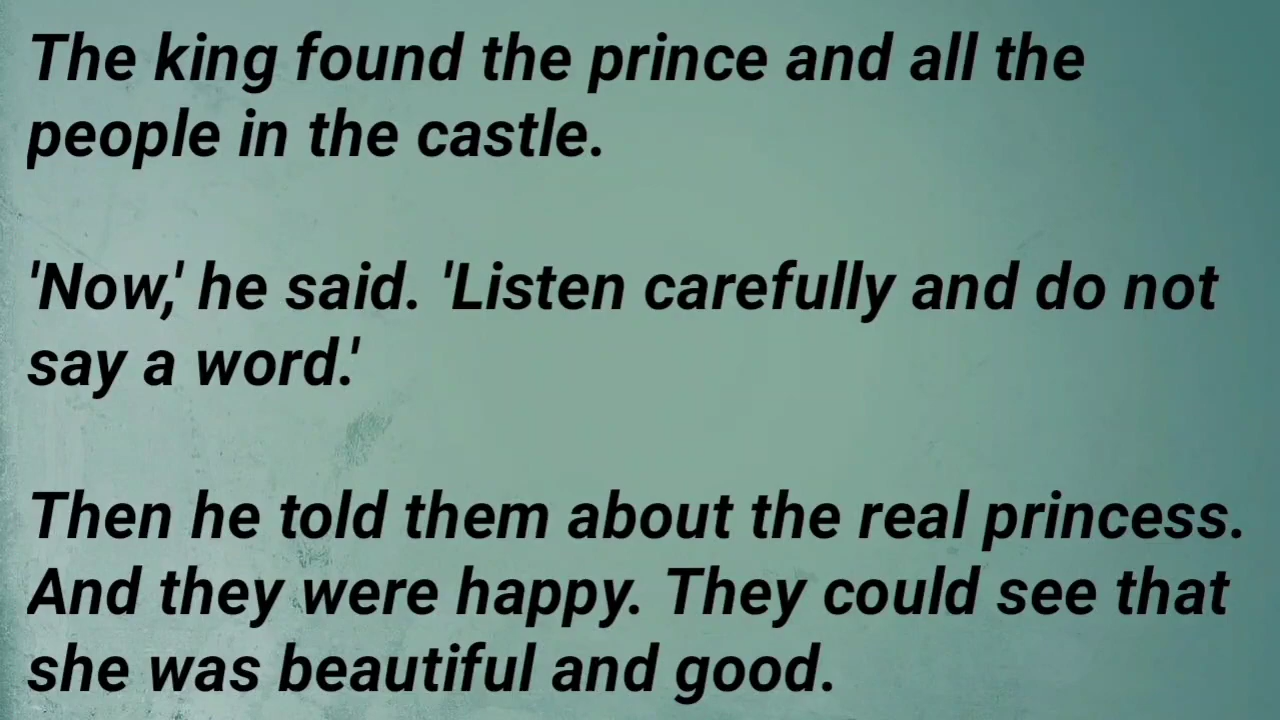 The king found the prince and all the
people in the castle.
'Now,' he said. 'Listen carefully and do not
say a word.'
Then he told them about the real princess.
And they were happy. They could see that
she was beautiful and good.